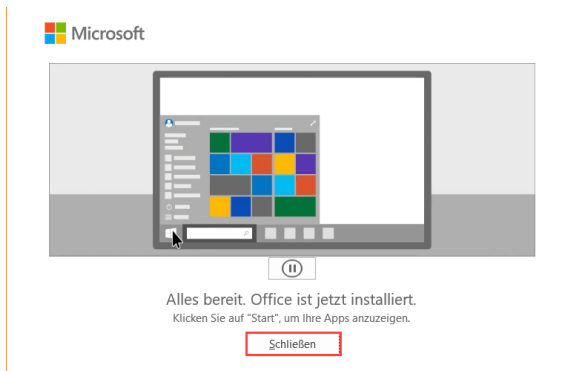 Microsoft
Alles bereit. Office ist jetzt installiert.
Klicken Sie auf "Start", um Ihre Apps anzuzeigen.
Schließen